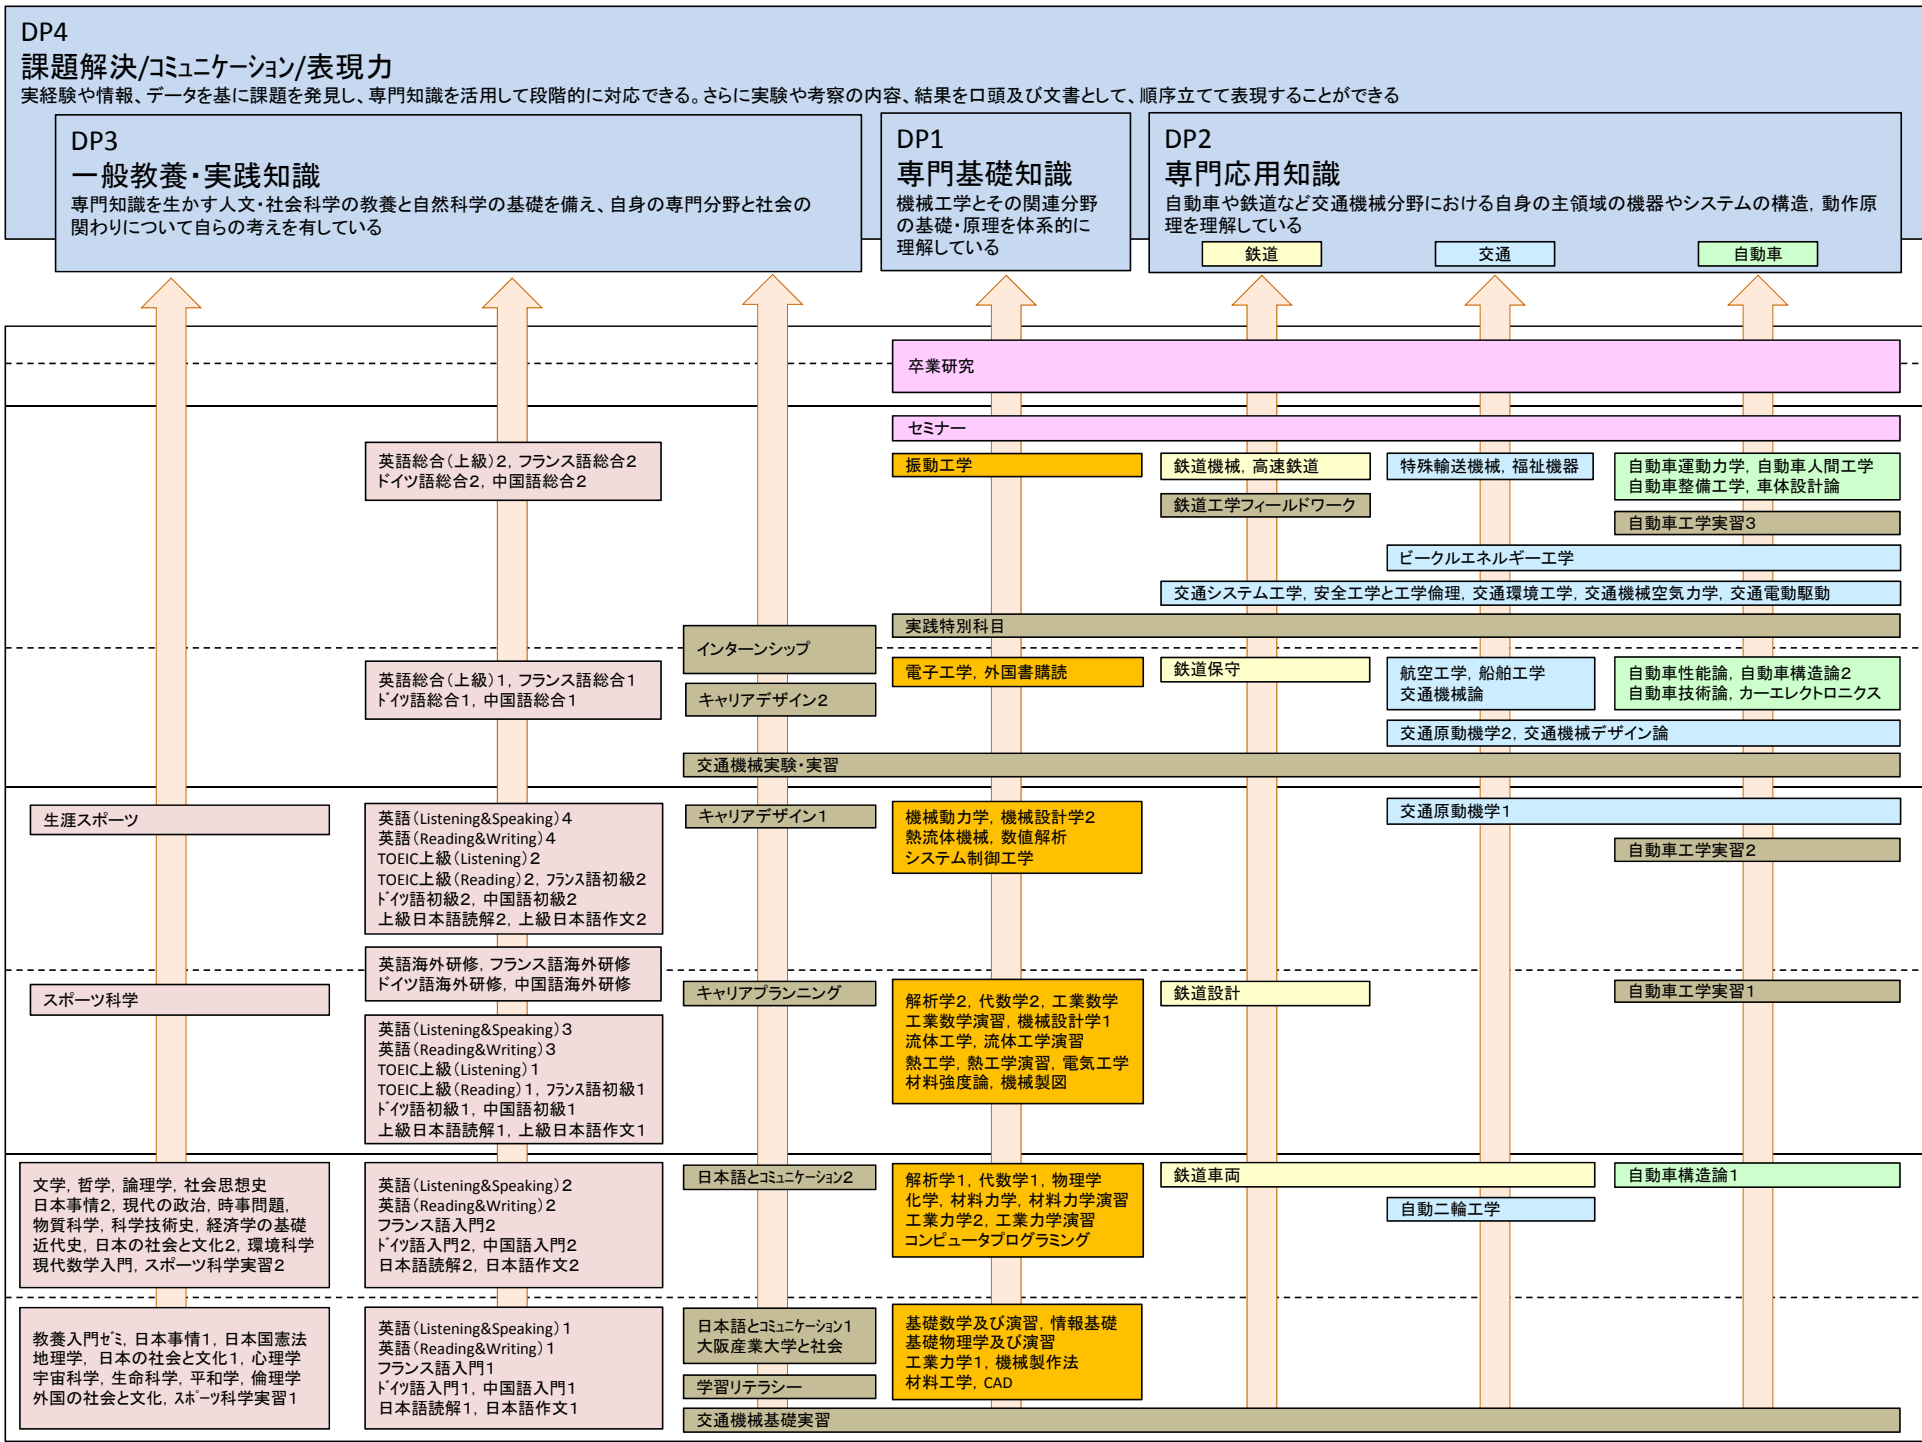 DP4
課題解決/コミュニケーション/表現力
実経験や情報、データを基に課題を発見し、専門知識を活用して段階的に対応できる。さらに実験や考察の内容、結果を口頭及び文書として、順序立てて表現することができる
DP3
一般教養・実践知識
専門知識を生かす人文・社会科学の教養と自然科学の基礎を備え、自身の専門分野と社会の
関わりについて自らの考えを有している
DP1
専門基礎知識
機械工学とその関連分野
の基礎・原理を体系的に
理解している
DP2
専門応用知識
自動車や鉄道など交通機械分野における自身の主領域の機器やシステムの構造，動作原
理を理解している
鉄道
交通
自動車
卒業研究
セミナー
英語総合（上級）２，フランス語総合２
ドイツ語総合２，中国語総合２
振動工学
鉄道機械，高速鉄道
特殊輸送機械，福祉機器
自動車運動力学，自動車人間工学
自動車整備工学，車体設計論
鉄道工学フィールドワーク
自動車工学実習３
ビークルエネルギー工学
交通システム工学，安全工学と工学倫理，交通環境工学，交通機械空気力学，交通電動駆動
実践特別科目
インターンシップ
英語総合（上級）１，フランス語総合１
ドイツ語総合１，中国語総合１
キャリアデザイン２
電子工学，外国書購読
鉄道保守
航空工学，船舶工学
交通機械論
自動車性能論，自動車構造論２
自動車技術論，カーエレクトロニクス
交通原動機学２，交通機械デザイン論
交通機械実験・実習
生涯スポーツ
英語（Listening&Speaking）４
英語（Reading&Writing）４
TOEIC上級（Listening）２
TOEIC上級（Reading）２，フランス語初級２
ドイツ語初級２，中国語初級２
上級日本語読解２，上級日本語作文２
キャリアデザイン１
機械動力学，機械設計学２
熱流体機械，数値解析
システム制御工学
交通原動機学１
自動車工学実習２
英語海外研修，フランス語海外研修
ドイツ語海外研修，中国語海外研修
スポーツ科学
キャリアプランニング
解析学２，代数学２，工業数学
工業数学演習，機械設計学１
流体工学，流体工学演習
熱工学，熱工学演習，電気工学
材料強度論，機械製図
鉄道設計
自動車工学実習１
英語（Listening&Speaking）３
英語（Reading&Writing）３
TOEIC上級（Listening）１
TOEIC上級（Reading）１，フランス語初級１
ドイツ語初級１，中国語初級１
上級日本語読解１，上級日本語作文１
文学，哲学，論理学，社会思想史
日本事情２，現代の政治，時事問題，
物質科学，科学技術史，経済学の基礎
近代史，日本の社会と文化２，環境科学
現代数学入門，スポーツ科学実習２
英語（Listening&Speaking）２
英語（Reading&Writing）２
フランス語入門２
ドイツ語入門２，中国語入門２
日本語読解２，日本語作文２
日本語とコミュニケーション２
解析学１，代数学１，物理学
化学，材料力学，材料力学演習
工業力学２，工業力学演習
コンピュータプログラミング
鉄道車両
自動車構造論１
自動二輪工学
教養入門ゼミ，日本事情１，日本国憲法
地理学，日本の社会と文化１，心理学
宇宙科学，生命科学，平和学，倫理学
外国の社会と文化，スポーツ科学実習１
英語（Listening&Speaking）１
英語（Reading&Writing）１
フランス語入門１
ドイツ語入門１，中国語入門１
日本語読解１，日本語作文１
日本語とコミュニケーション１
大阪産業大学と社会
学習リテラシー
基礎数学及び演習，情報基礎
基礎物理学及び演習
工業力学１，機械製作法
材料工学，CAD
交通機械基礎実習